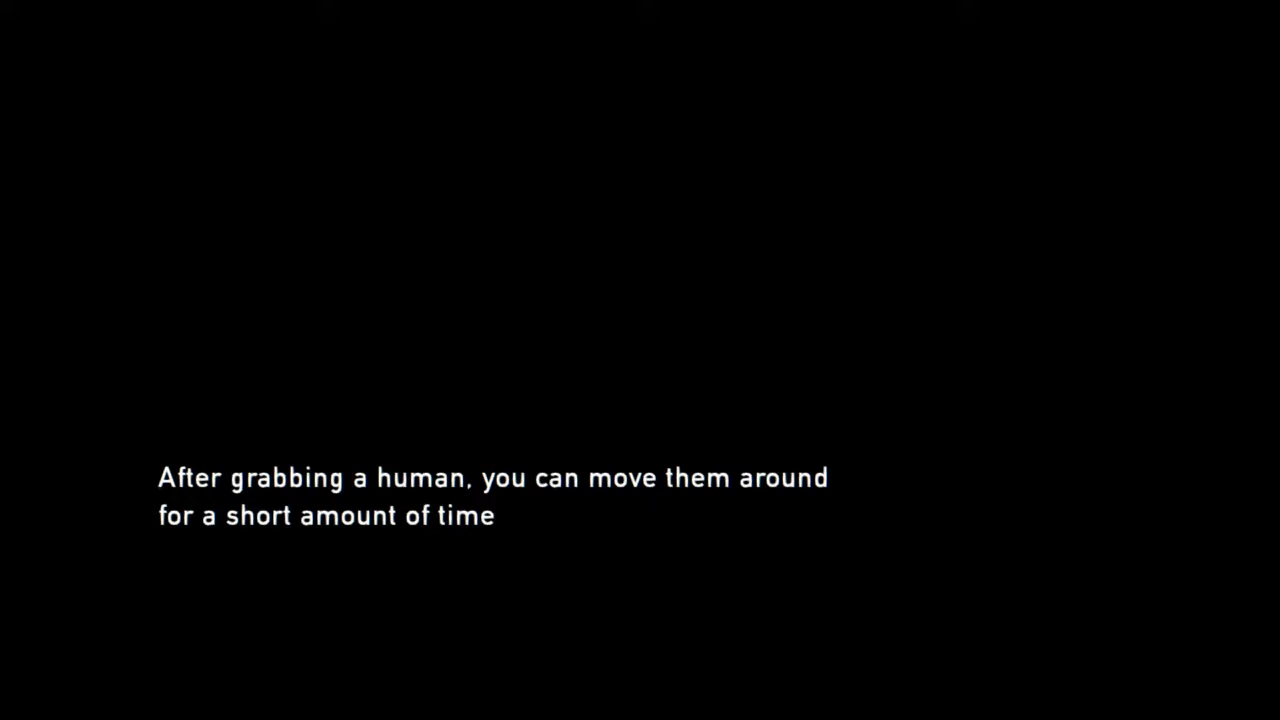 After grabbing a human, you can move them around
for a short amount of time